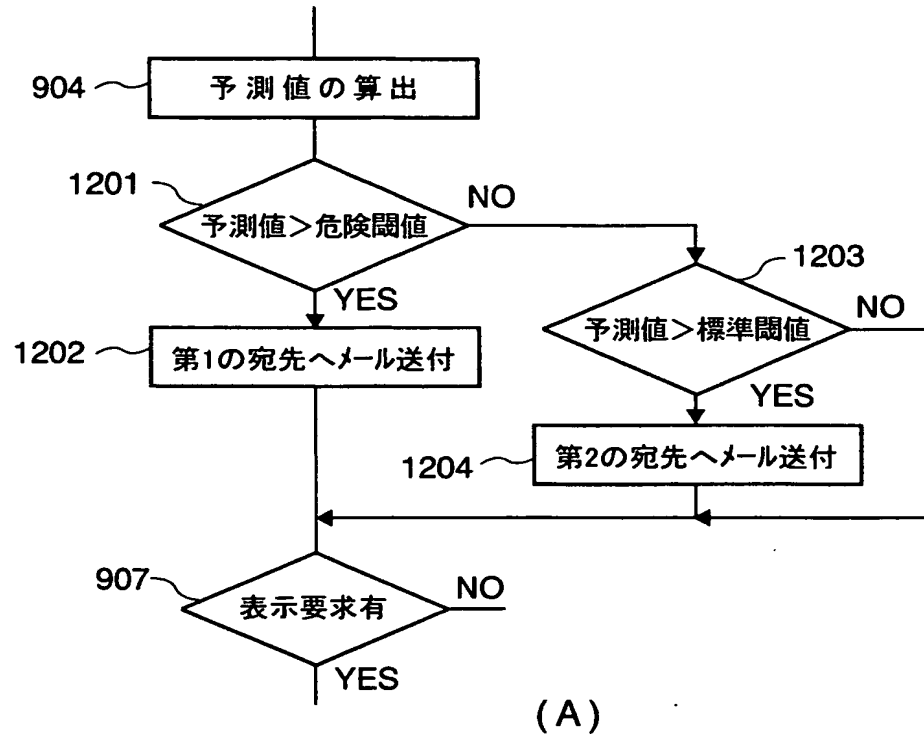 904
予測値の算出
1201
予測値>危険閾値
NO
YES
1203
予測値>標準閾値
NO
YES
1202
第1の宛先へメール送付
1204
第2の宛先へメール送付
907
表示要求有
NO
YES
(A)